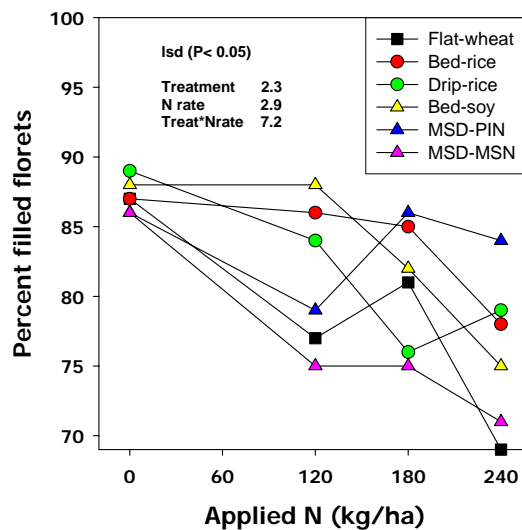 100
95
90
85
80
75
70
Percent filled florets
lsd (P< 0.05)
Treatment 2.3
N rate 2.9
Treat*Nrate 7.2
Flat-wheat
Bed-rice
Drip-rice
Bed-soy
MSD-PIN
MSD-MSN
0 60 120 180 240
Applied N (kg/ha)